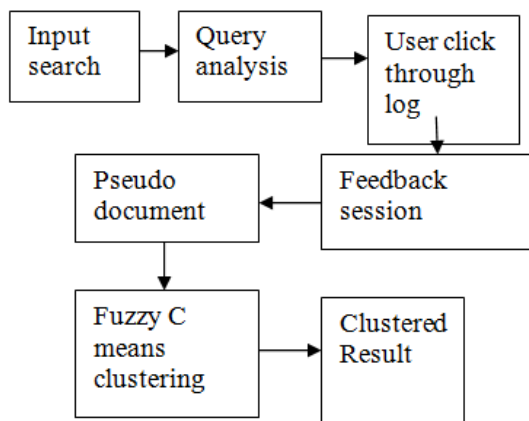 Input
search
Query
analysis
User click
through
log
Feedback
session
Pseudo
document
Fuzzy C
means
clustering
Clustered
Result